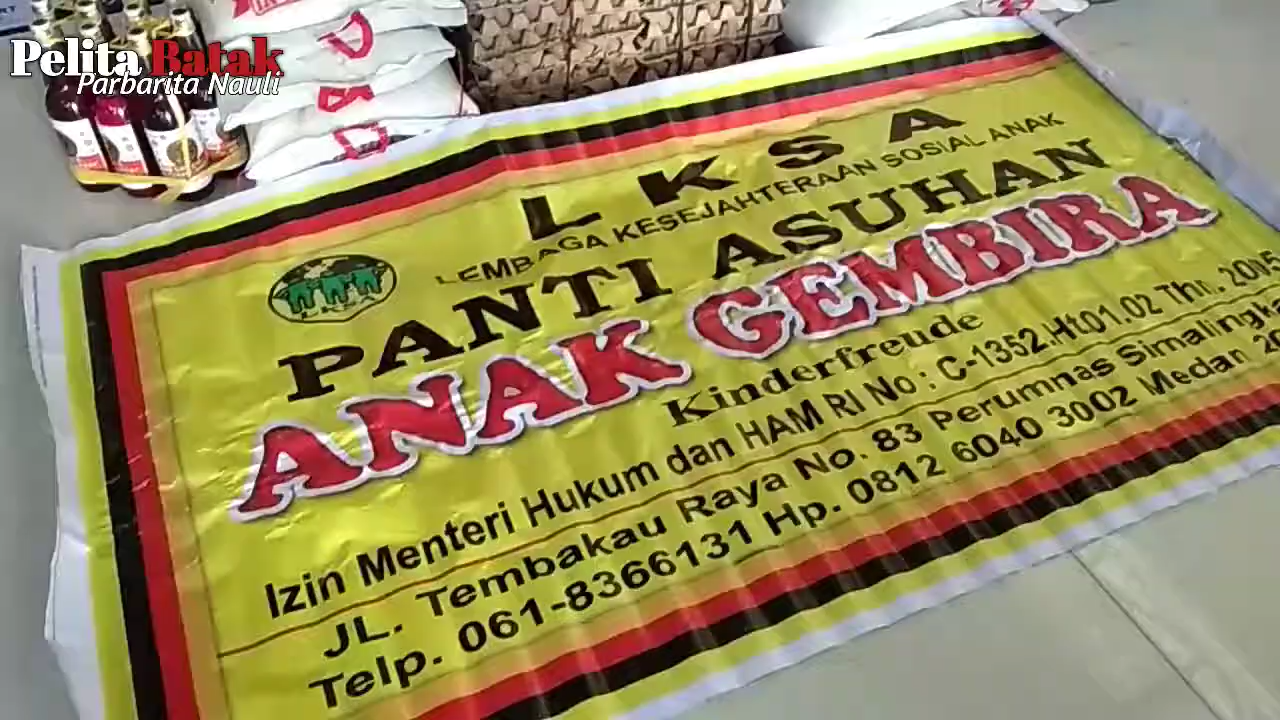 Pelita Batak
Parbarita Nauli
L K S A
LEMBAGA KESEJAHTERAAN SOSIAL ANAK
PANTI ASUHAN
ANAK GEMBIRA
Kinderfreude
Izin Menteri Hukum dan HAM RI No : C-1352.Ht01.02 Thn. 2005
JL. Tembakau Raya No. 83 Perumnas Simalingka
Telp. 061-8366131 Hp. 0812 6040 3002 Medan 20